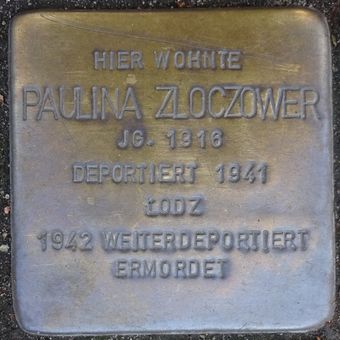 HIER WOHNTE
PAULINA ZLOCZOWER
JG. 1916
DEPORTIERT 1941
ŁODZ
1942 WEITERDEPORTIERT
ERMORDET